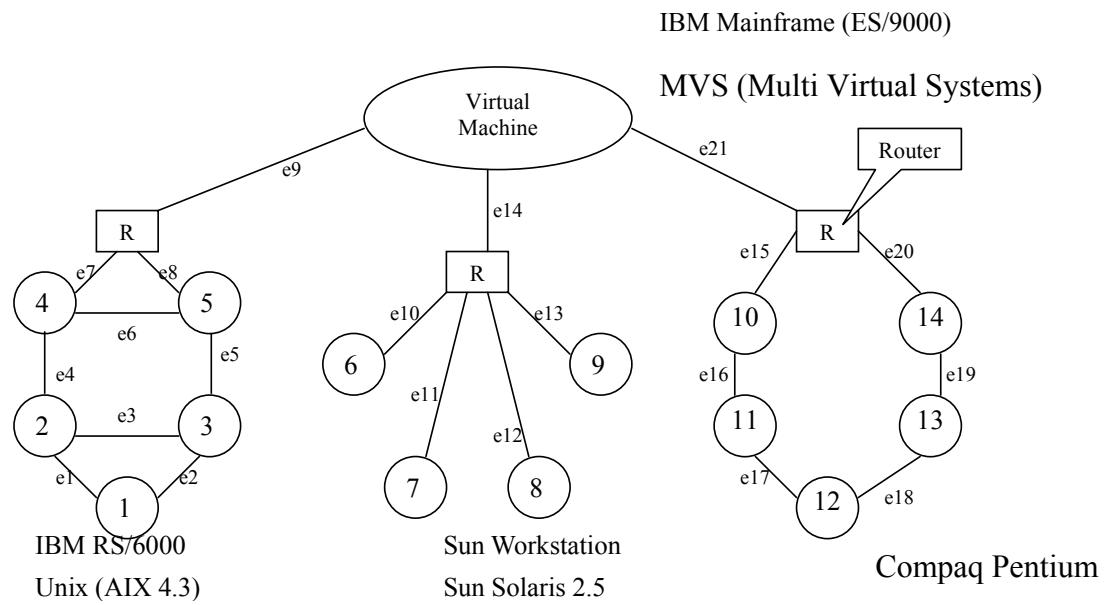 IBM Mainframe (ES/9000)
MVS (Multi Virtual Systems)
Virtual
Machine
Router
e9
e14
e21
R
R
R
e7
e8
e10
e13
e15
e20
4
5
e6
6
9
10
14
e4
e5
e11
e12
e16
e19
2
3
e3
11
13
e1
e2
7
8
e17
e18
1
12
IBM RS/6000
Unix (AIX 4.3)
Sun Workstation
Sun Solaris 2.5
Compaq Pentium